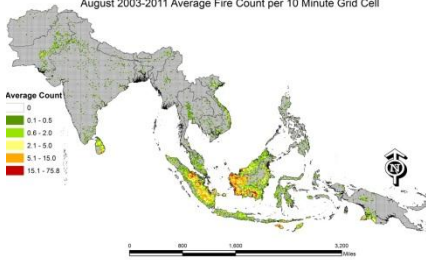 August 2003-2011 Average Fire Count per 10 Minute Grid Cell
Average Count
0
0.1 - 0.5
0.6 - 2.0
2.1 - 5.0
5.1 - 15.0
15.1 - 75.8
N
0 800 1,600 3,200
Miles